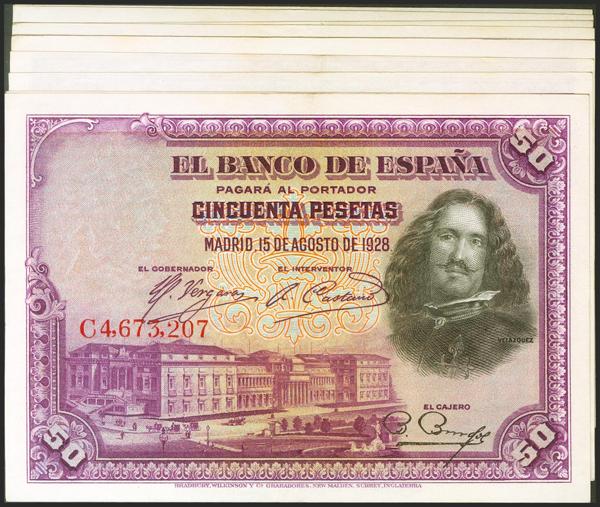 50
EL BANCO DE ESPAÑA
PAGARÁ AL PORTADOR
CINCUENTA PESETAS
MADRID, 15 DE AGOSTO DE 1928
EL GOBERNADOR
EL INTERVENTOR
C4,673,207
VELAZQUEZ
EL CAJERO
50
50
BRADBURY, WILKINSON Y Cª GRABADORES, NEW MALDEN, SURREY, INGLATERRA